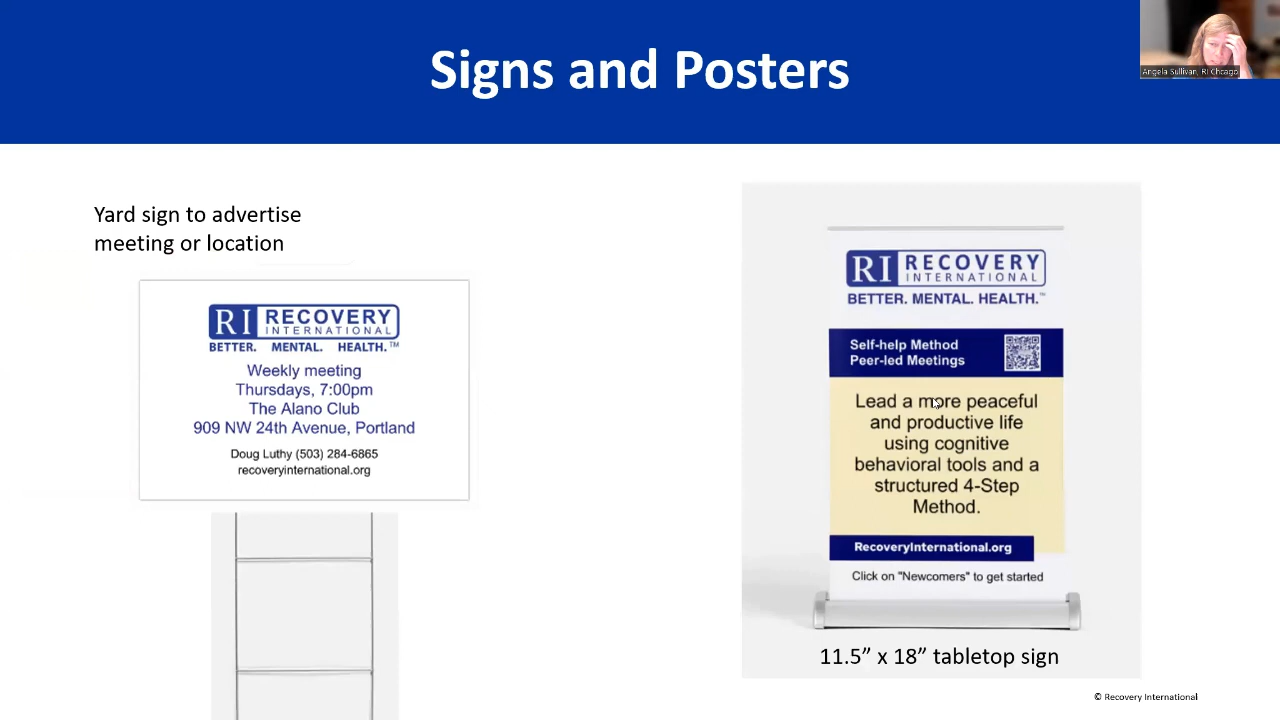 Signs and Posters
Angela Sullivan, RI Chicago
Yard sign to advertise
meeting or location
RI RECOVERY
INTERNATIONAL
BETTER. MENTAL. HEALTH.™
Weekly meeting
Thursdays, 7:00pm
The Alano Club
909 NW 24th Avenue, Portland
Doug Luthy (503) 284-6865
recoveryinternational.org
RI RECOVERY
INTERNATIONAL
BETTER. MENTAL. HEALTH.™
Self-help Method
Peer-led Meetings
Lead a more peaceful
and productive life
using cognitive
behavioral tools and a
structured 4-Step
Method.
RecoveryInternational.org
Click on "Newcomers" to get started
11.5” x 18” tabletop sign
© Recovery International